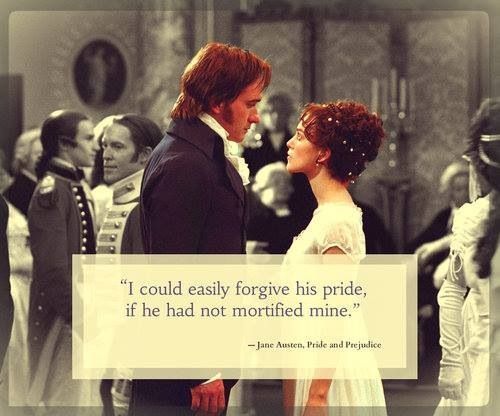 “I could easily forgive his pride,
if he had not mortified mine.”
— Jane Austen, Pride and Prejudice